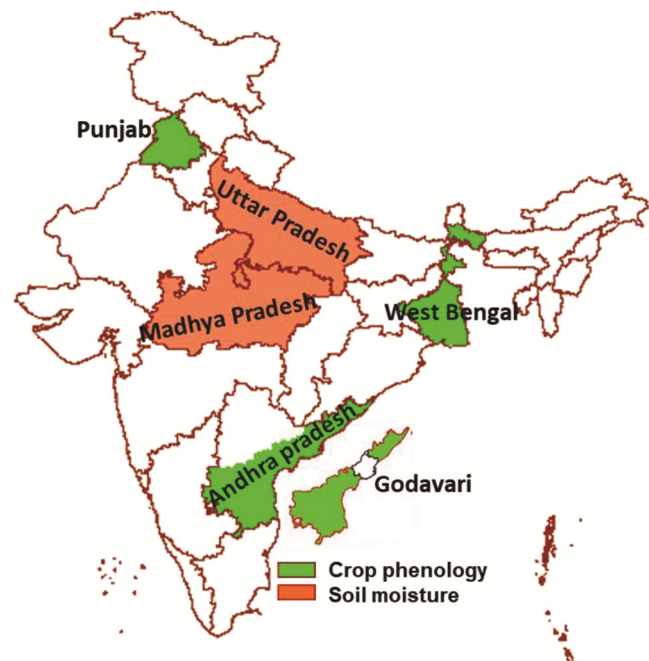 Punjab
Uttar Pradesh
Madhya Pradesh
West Bengal
Andhra pradesh
Godavari
Crop phenology
Soil moisture